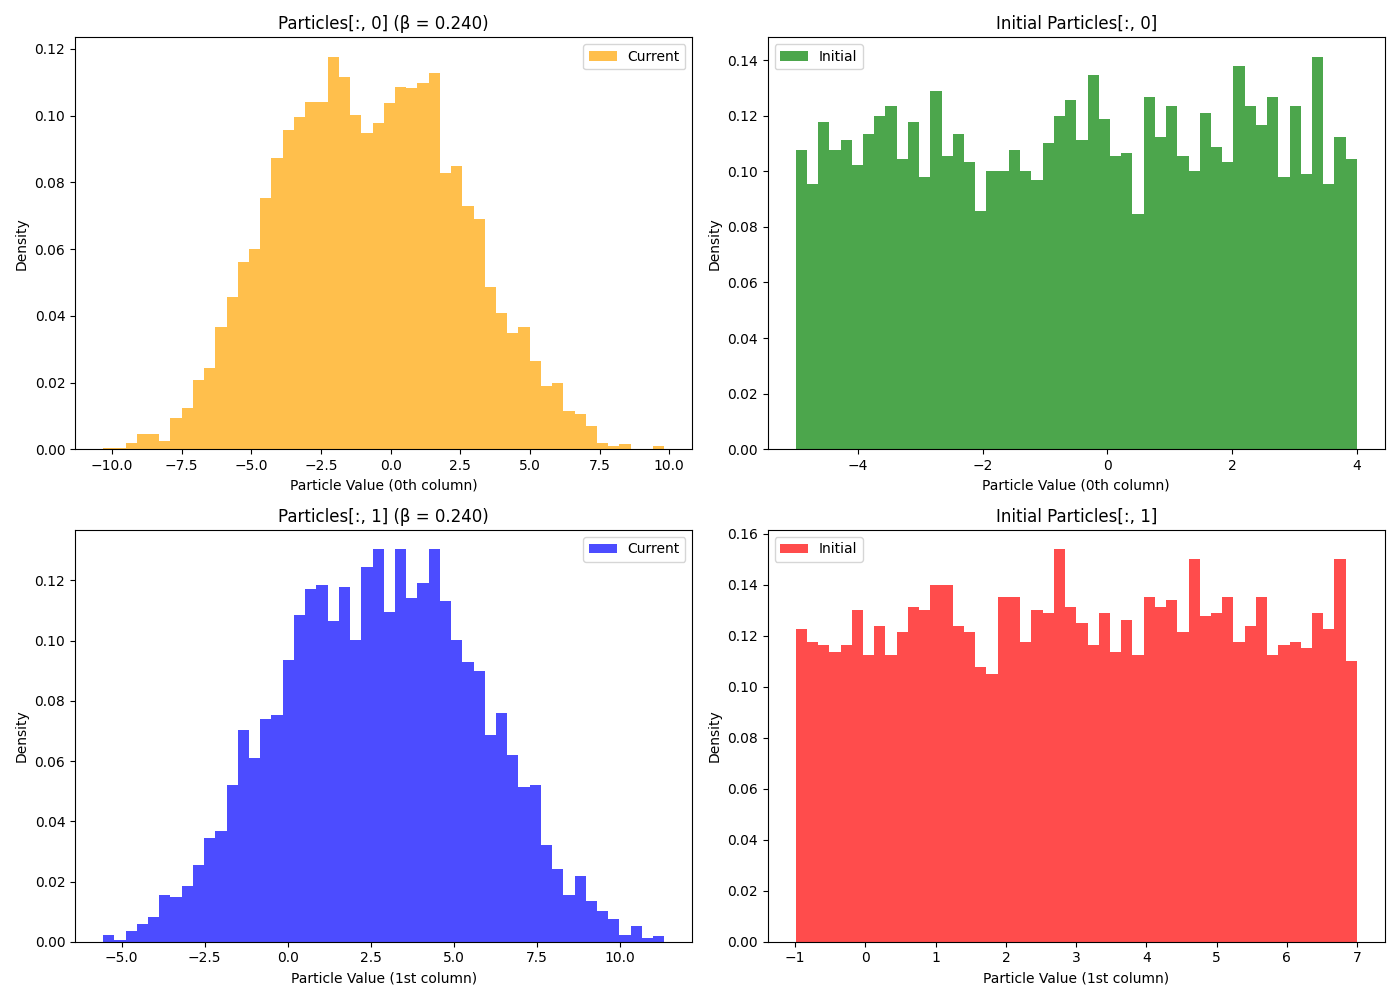 Particles[:, 0] (β = 0.240)
Current
Density
0.12
0.10
0.08
0.06
0.04
0.02
0.00
−10.0 −7.5 −5.0 −2.5 0.0 2.5 5.0 7.5 10.0
Particle Value (0th column)
Initial Particles[:, 0]
Initial
Density
0.14
0.12
0.10
0.08
0.06
0.04
0.02
0.00
−4 −2 0 2 4
Particle Value (0th column)
Particles[:, 1] (β = 0.240)
Current
Density
0.12
0.10
0.08
0.06
0.04
0.02
0.00
−5.0 −2.5 0.0 2.5 5.0 7.5 10.0
Particle Value (1st column)
Initial Particles[:, 1]
Initial
Density
0.16
0.14
0.12
0.10
0.08
0.06
0.04
0.02
0.00
−1 0 1 2 3 4 5 6 7
Particle Value (1st column)